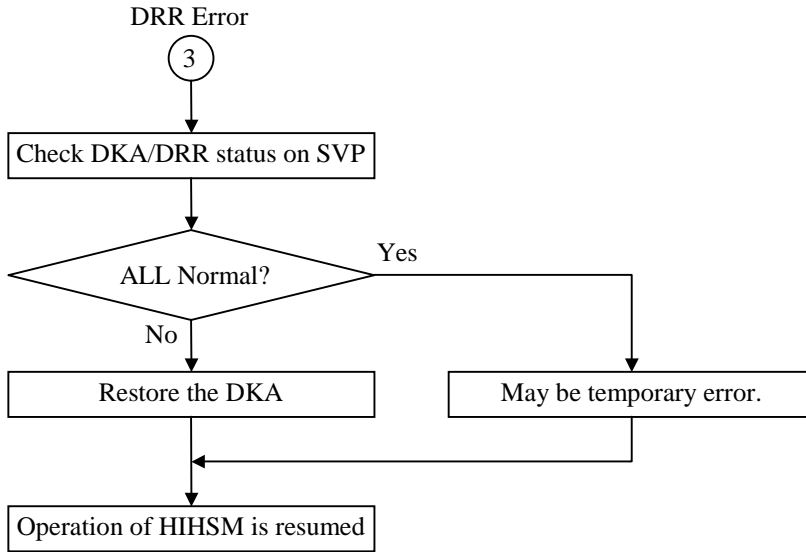 DRR Error
3
Check DKA/DRR status on SVP
ALL Normal?
Yes
No
Restore the DKA
May be temporary error.
Operation of HIHSM is resumed